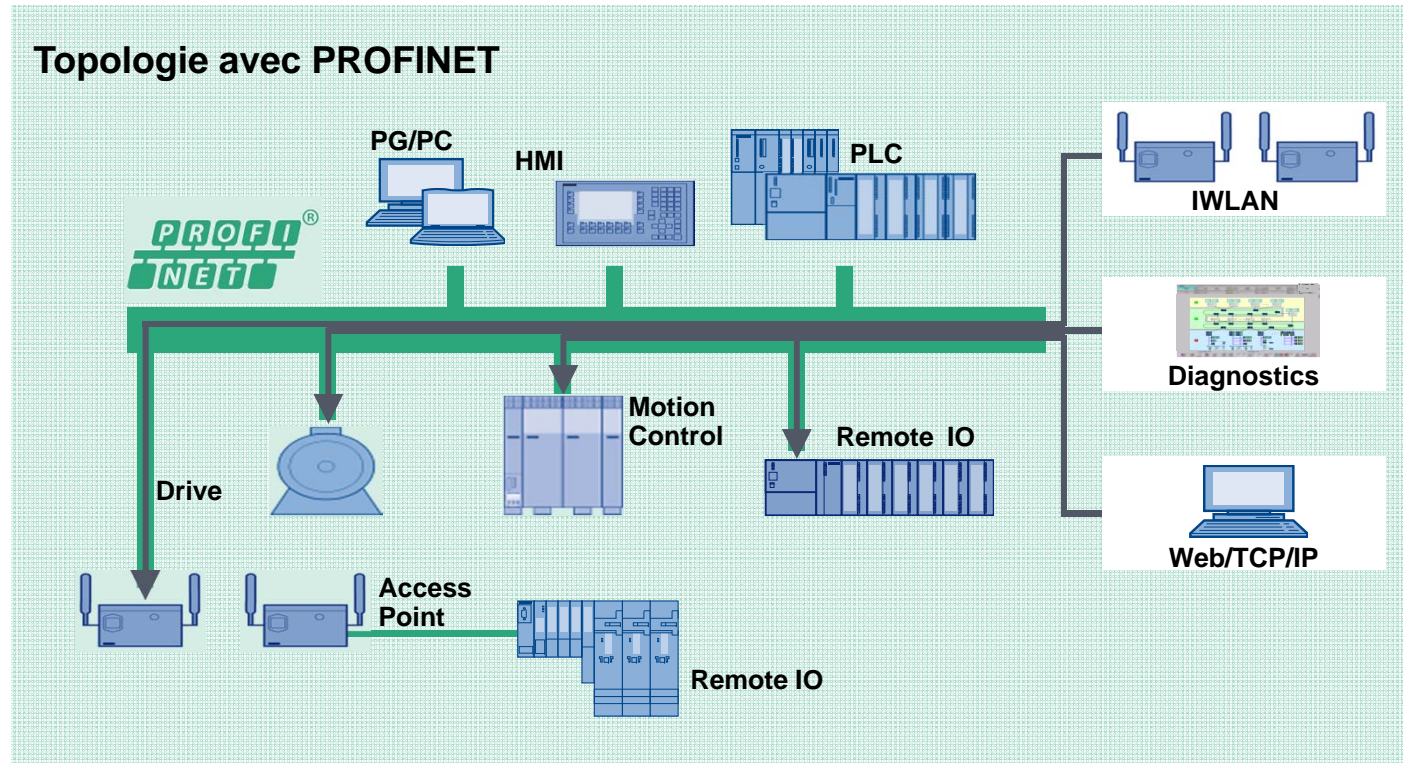 Topologie avec PROFINET
PG/PC
HMI
PLC
IWLAN
PROFI®
NET
Diagnostics
Motion
Control
Remote IO
Drive
Web/TCP/IP
Access
Point
Remote IO